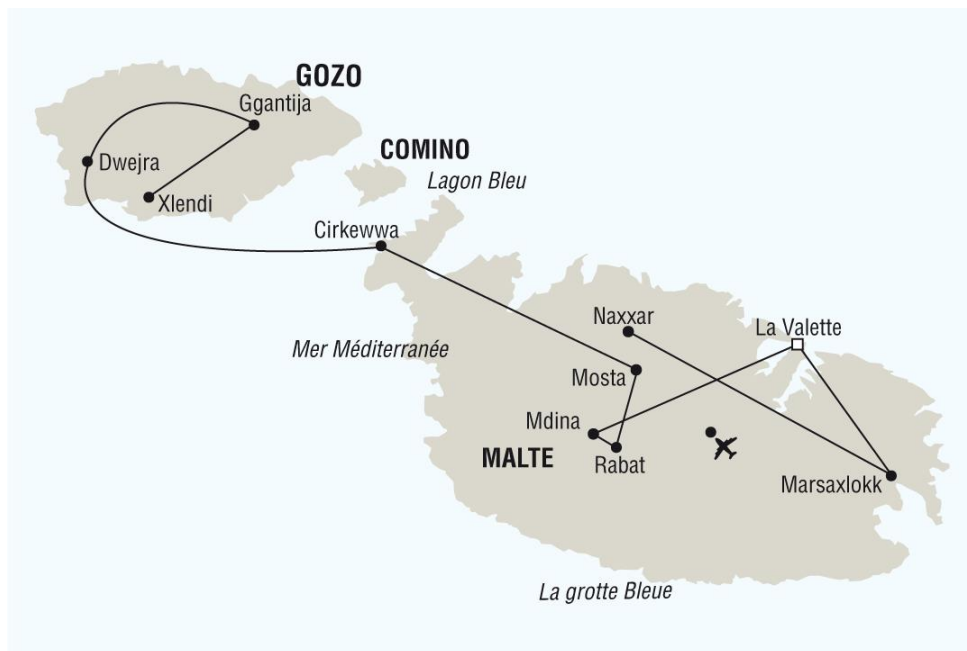 GOZO
Ggantija
COMINO
Dwejra
Lagon Bleu
Xlendi
Cirkewwa
Naxxar
La Valette
Mer Méditerranée
Mosta
Mdina
MALTE
Rabat
Marsaxlokk
La grotte Bleue